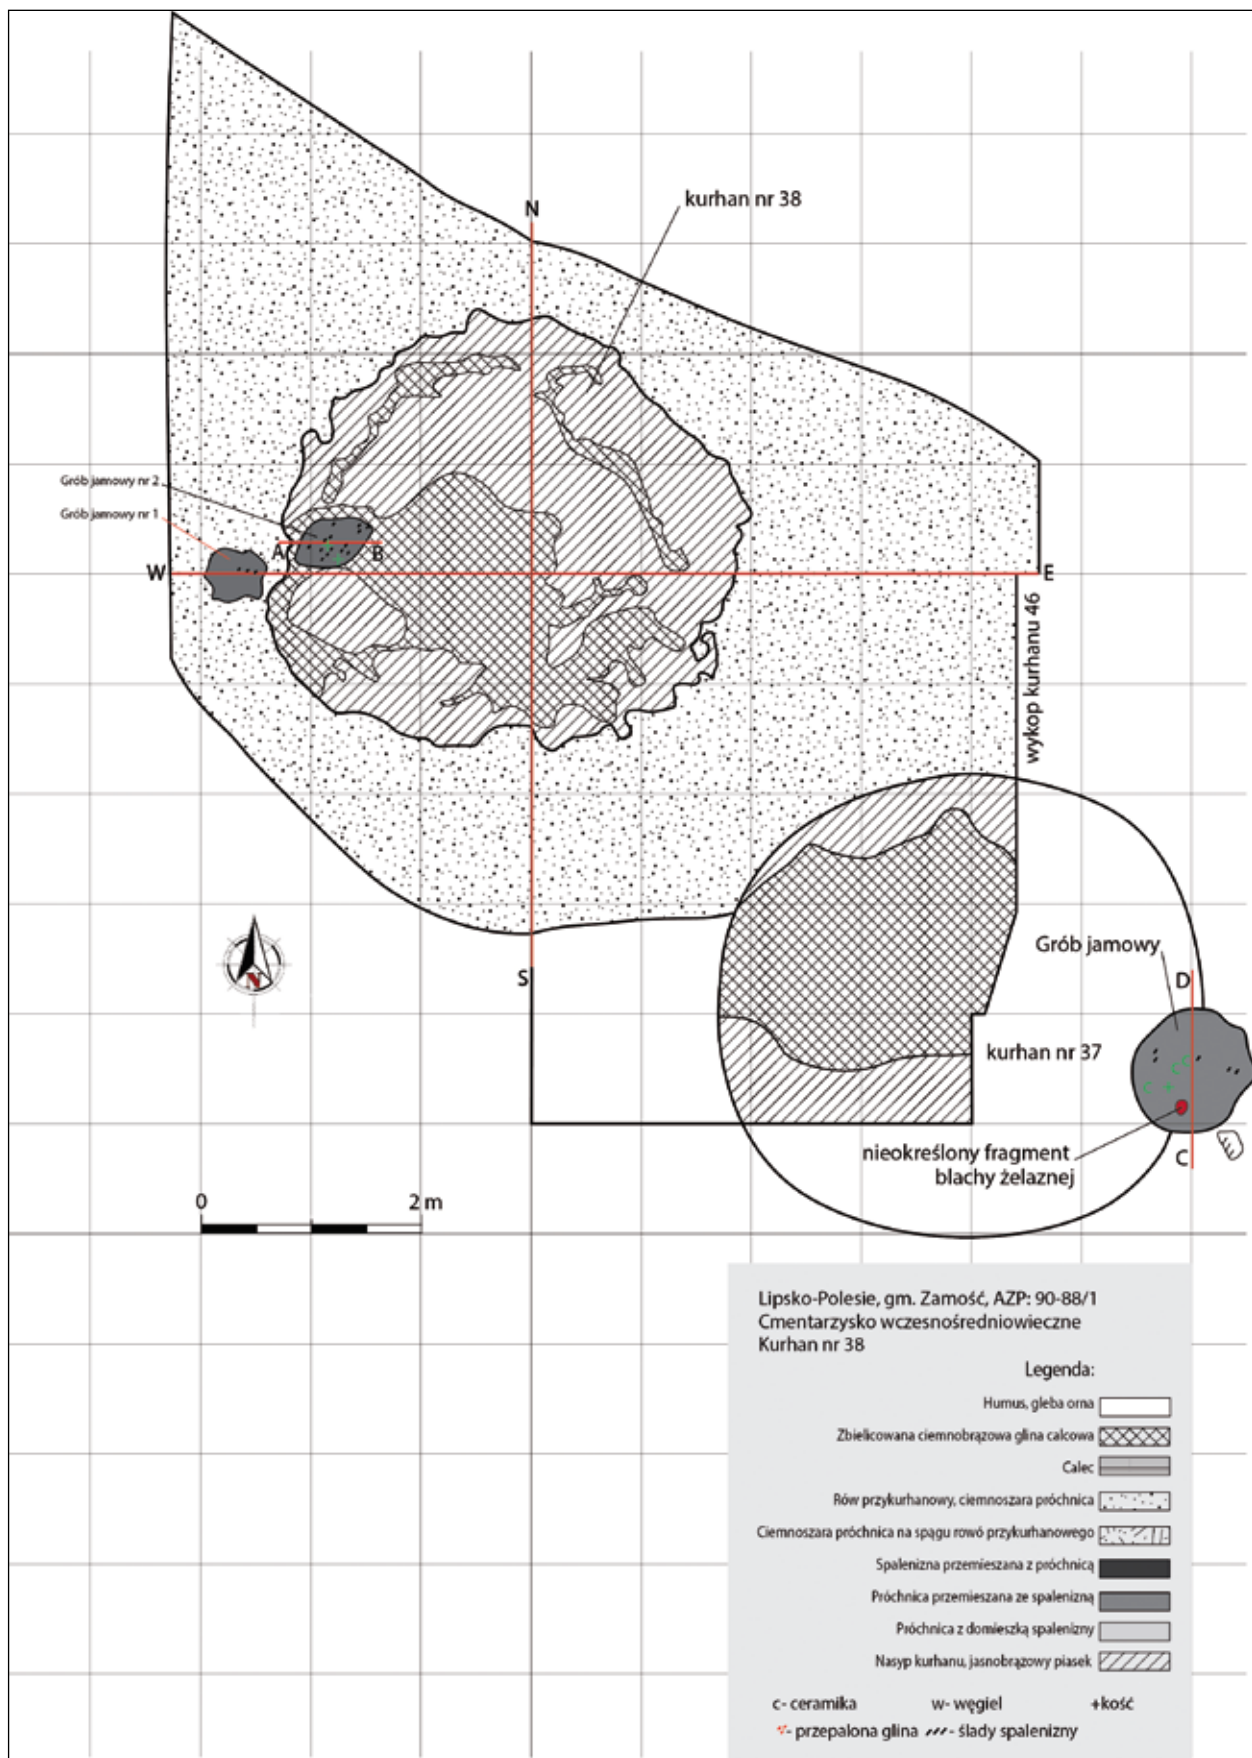 kurhan nr 38
N
Grób jamowy nr 2
Grób jamowy nr 1
A
B
W
E
wykop kurhanu 46
S
N
Grób jamowy
D
kurhan nr 37
c
c
c
+
nieokreślony fragment
blachy żelaznej
C
0
2 m
Lipsko-Polesie, gm. Zamość, AZP: 90-88/1
Cmentarzysko wczesnośredniowieczne
Kurhan nr 38
Legenda:
Humus, gleba orna
Zbielicowana ciemnobrązowa glina calcowa
Calec
Rów przykurhanowy, ciemnoszara próchnica
Ciemnoszara próchnica na spągu rowó przykurhanowego
Spalenizna przemieszana z próchnicą
Próchnica przemieszana ze spalenizną
Próchnica z domieszką spalenizny
Nasyp kurhanu, jasnobrązowy piasek
c- ceramika w- węgiel +kość
- przepalona glina - ślady spalenizny